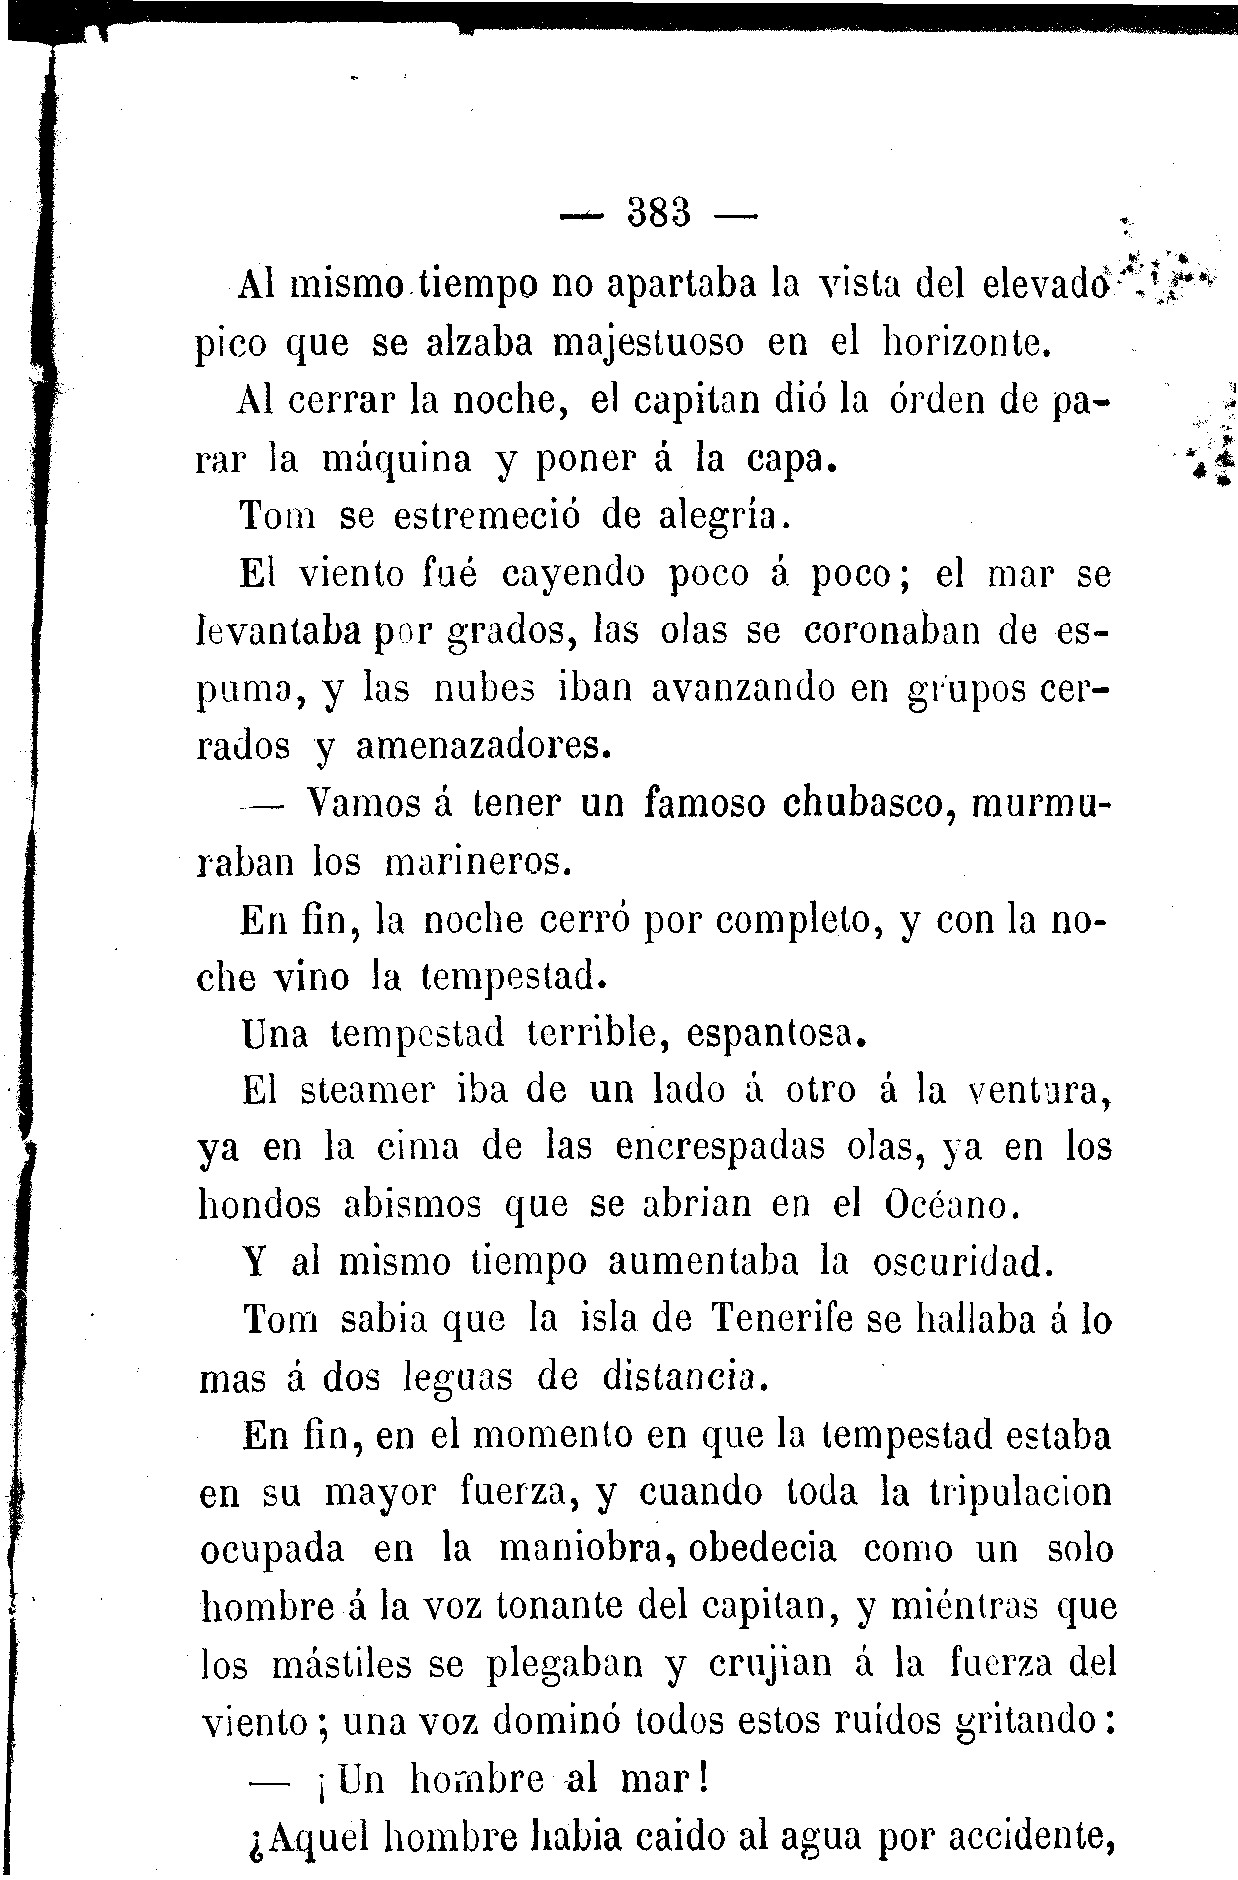 — 383 —
Al mismo tiempo no apartaba la vista del elevado
pico que se alzaba majestuoso en el horizonte.
Al cerrar la noche, el capitan dió la órden de pa-
rar la máquina y poner á la capa.
Tom se estremeció de alegría.
El viento fué cayendo poco á poco; el mar se
levantaba por grados, las olas se coronaban de es-
puma, y las nubes iban avanzando en grupos cer-
rados y amenazadores.
— Vamos á tener un famoso chubasco, murmu-
raban los marineros.
En fin, la noche cerró por completo, y con la no-
che vino la tempestad.
Una tempestad terrible, espantosa.
El steamer iba de un lado á otro á la ventura,
ya en la cima de las encrespadas olas, ya en los
hondos abismos que se abrian en el Océano.
Y al mismo tiempo aumentaba la oscuridad.
Tom sabia que la isla de Tenerife se hallaba á lo
mas á dos leguas de distancia.
En fin, en el momento en que la tempestad estaba
en su mayor fuerza, y cuando toda la tripulacion
ocupada en la maniobra, obedecia como un solo
hombre á la voz tonante del capitan, y miéntras que
los mástiles se plegaban y crujian á la fuerza del
viento; una voz dominó todos estos ruidos gritando:
— ¡Un hombre al mar!
¿Aquel hombre habia caido al agua por accidente,